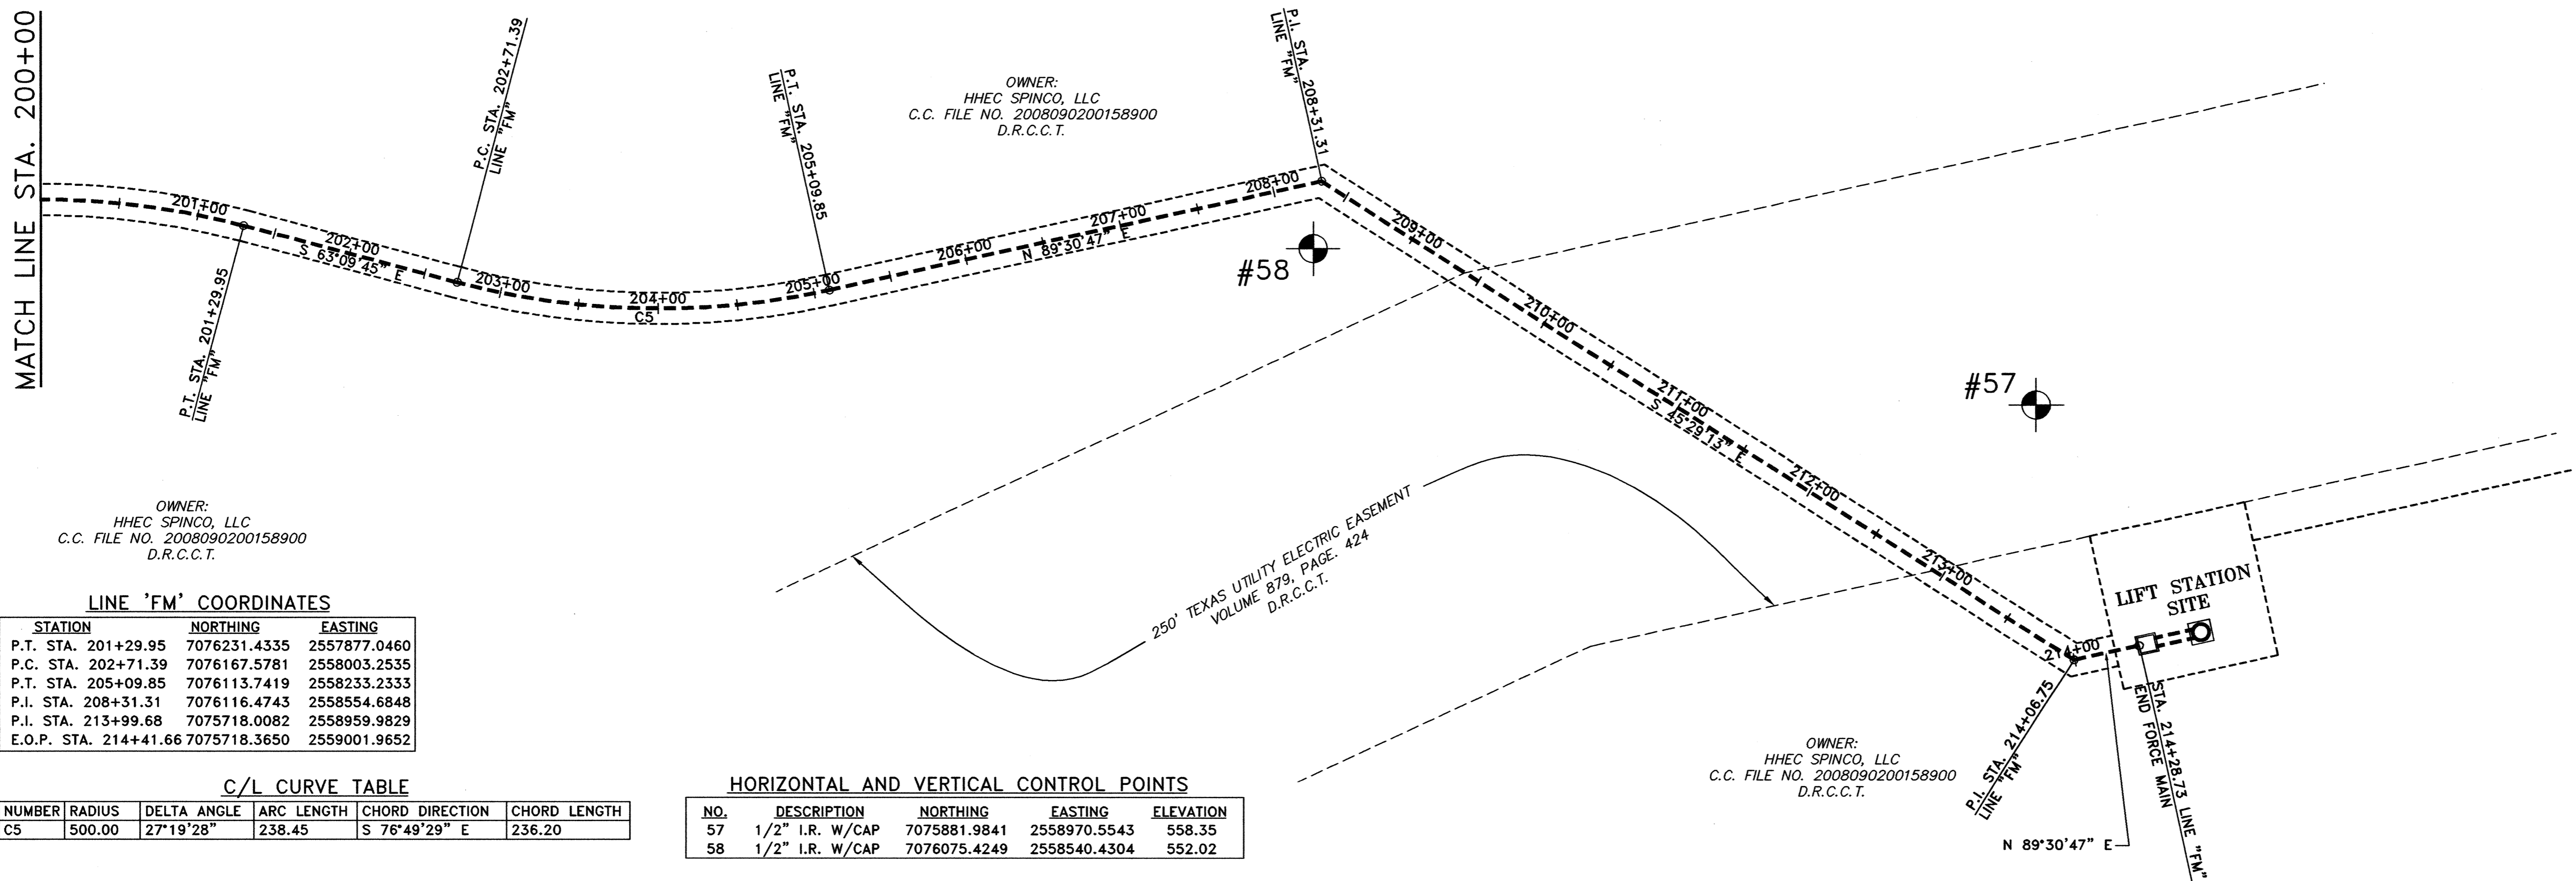 MATCH LINE STA. 200+00
P.C. STA. 202+71.39
LINE "FM"
P.T. STA. 205+09.85
LINE "FM"
OWNER:
HHEC SPINCO, LLC
C.C. FILE NO. 2008090200158900
D.R.C.C.T.
P.I. STA. 208+31.31
LINE "FM"
201+00
202+00
S 63°09'45" E
203+00
204+00
C5
205+00
206+00
207+00
N 89°30'47" E
208+00
209+00
210+00
211+00
S 45°29'13" E
212+00
213+00
214+00
#58
#57
P.T. STA. 201+29.95
LINE "FM"
250' TEXAS UTILITY ELECTRIC EASEMENT
VOLUME 879, PAGE. 424
D.R.C.C.T.
LIFT STATION
SITE
OWNER:
HHEC SPINCO, LLC
C.C. FILE NO. 2008090200158900
D.R.C.C.T.
P.I. STA. 214+06.75
LINE "FM"
STA. 214+28.73 LINE "FM"
END FORCE MAIN
N 89°30'47" E
OWNER:
HHEC SPINCO, LLC
C.C. FILE NO. 2008090200158900
D.R.C.C.T.
LINE 'FM' COORDINATES
STATION NORTHING EASTING
P.T. STA. 201+29.95 7076231.4335 2557877.0460
P.C. STA. 202+71.39 7076167.5781 2558003.2535
P.T. STA. 205+09.85 7076113.7419 2558233.2333
P.I. STA. 208+31.31 7076116.4743 2558554.6848
P.I. STA. 213+99.68 7075718.0082 2558959.9829
E.O.P. STA. 214+41.66 7075718.3650 2559001.9652
C/L CURVE TABLE
NUMBER RADIUS DELTA ANGLE ARC LENGTH CHORD DIRECTION CHORD LENGTH
C5 500.00 27°19'28" 238.45 S 76°49'29" E 236.20
HORIZONTAL AND VERTICAL CONTROL POINTS
NO. DESCRIPTION NORTHING EASTING ELEVATION
57 1/2" I.R. W/CAP 7075881.9841 2558970.5543 558.35
58 1/2" I.R. W/CAP 7076075.4249 2558540.4304 552.02